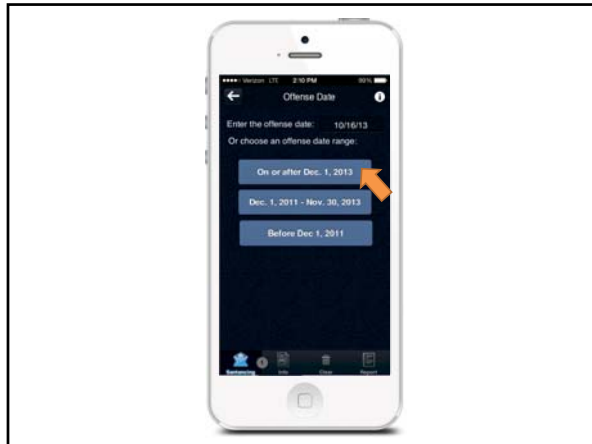 Verizon LTE 2:10 PM
Offense Date
Enter the offense date: 10/16/13
Or choose an offense date range:
On or after Dec. 1, 2013
Dec. 1, 2011 - Nov. 30, 2013
Before Dec 1, 2011
Sentencing Info Clear Report